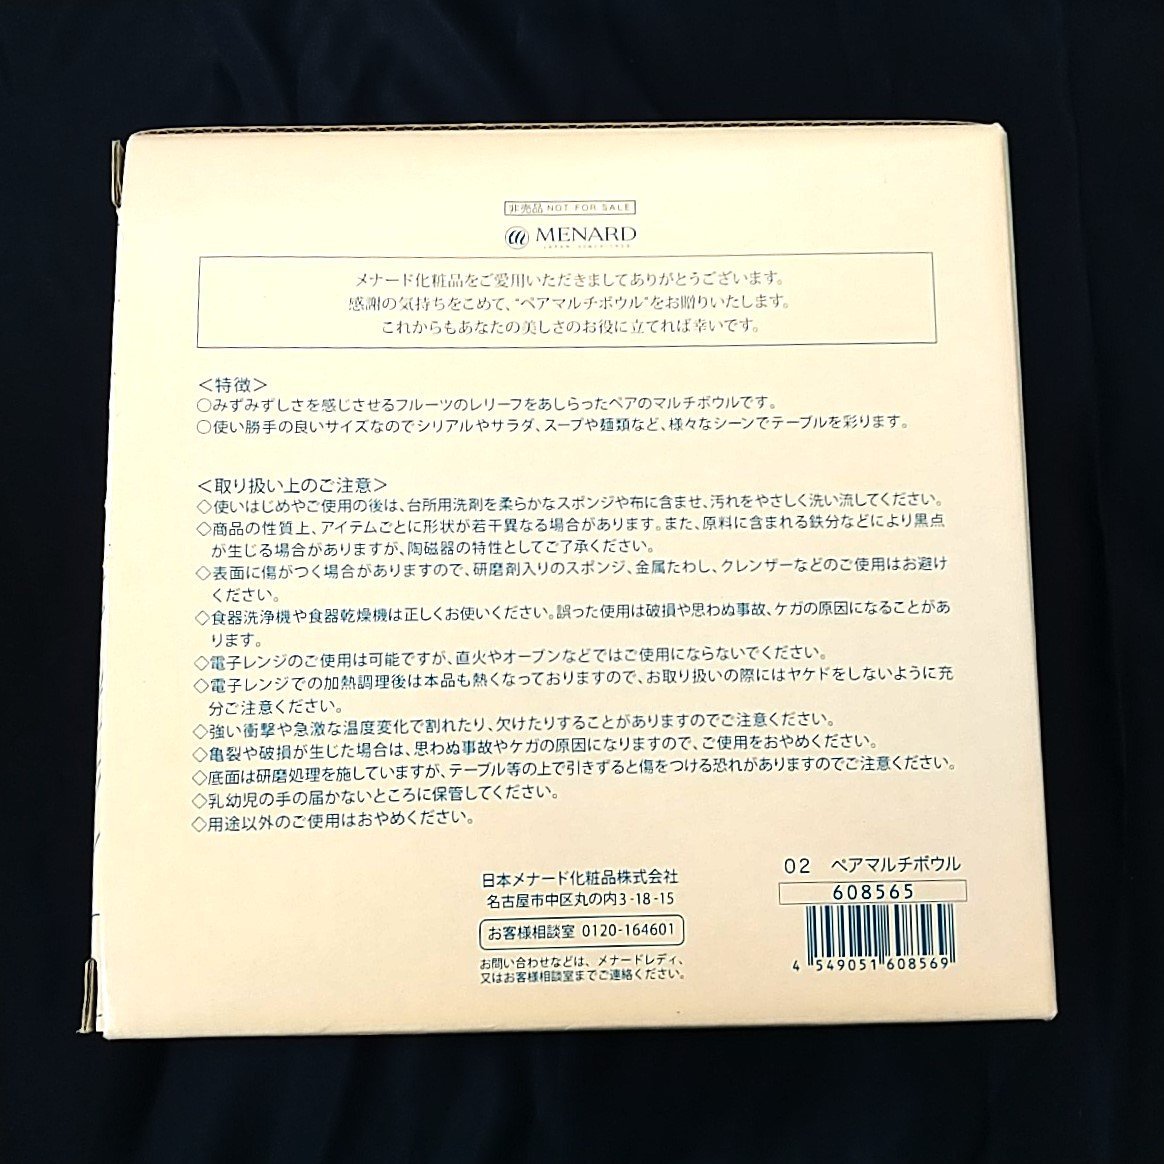 非売品 NOT FOR SALE
MENARD
メナード化粧品をご愛用いただきましてありがとうございます。
感謝の気持ちをこめて、“ペアマルチボウル”をお贈りいたします。
これからもあなたの美しさのお役に立てれば幸いです。
＜特徴＞
○みずみずしさを感じさせるフルーツのレリーフをあしらったペアのマルチボウルです。
○使い勝手の良いサイズなのでシリアルやサラダ、スープや麺類など、様々なシーンでテーブルを彩ります。
＜取り扱い上のご注意＞
◇使いはじめやご使用の後は、台所用洗剤を柔らかなスポンジや布に含ませ、汚れをやさしく洗い流してください。
◇商品の性質上、アイテムごとに形状が若干異なる場合があります。また、原料に含まれる鉄分などにより黒点
が生じる場合がありますが、陶磁器の特性としてご了承ください。
◇表面に傷がつく場合がありますので、研磨剤入りのスポンジ、金属たわし、クレンザーなどのご使用はお避け
ください。
◇食器洗浄機や食器乾燥機は正しくお使いください。誤った使用は破損や思わぬ事故、ケガの原因になることがあ
ります。
◇電子レンジのご使用は可能ですが、直火やオーブンなどではご使用にならないでください。
◇電子レンジでの加熱調理後は本品も熱くなっておりますので、お取り扱いの際にはヤケドをしないように充
分ご注意ください。
◇強い衝撃や急激な温度変化で割れたり、欠けたりすることがありますのでご注意ください。
◇亀裂や破損が生じた場合は、思わぬ事故やケガの原因になりますので、ご使用をおやめください。
◇底面は研磨処理を施していますが、テーブル等の上で引きずると傷をつける恐れがありますのでご注意ください。
◇乳幼児の手の届かないところに保管してください。
◇用途以外のご使用はおやめください。
日本メナード化粧品株式会社
名古屋市中区丸の内3-18-15
お客様相談室 0120-164601
お問い合わせなどは、メナードレディ、
又はお客様相談室までご連絡ください。
02 ペアマルチボウル
608565
4 549051 608569